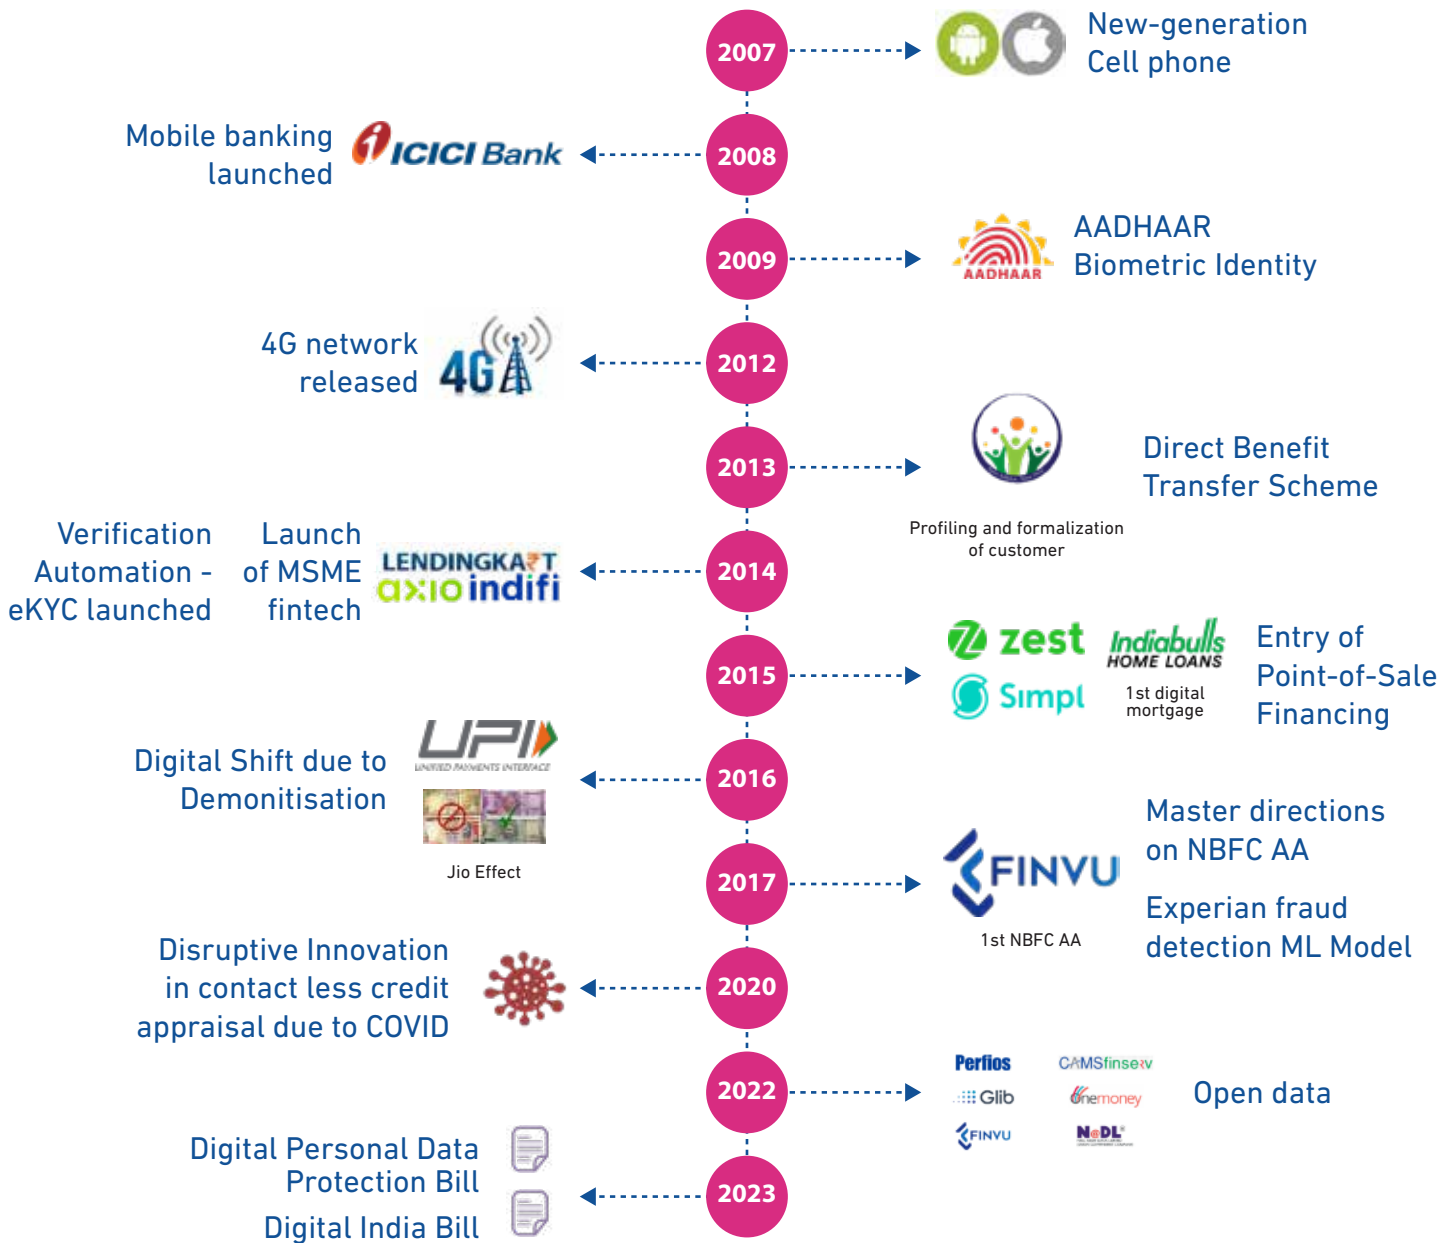 2007
New-generation
Cell phone
Mobile banking
launched
ICICI Bank
2008
2009
AADHAAR
AADHAAR
Biometric Identity
4G network
released
4G
2012
2013
Direct Benefit
Transfer Scheme
Profiling and formalization
of customer
Verification
Automation -
eKYC launched
Launch
of MSME
fintech
LENDINGKA₹T
axio indifi
2014
2015
zest
Simpl
Indiabulls
HOME LOANS
1st digital
mortgage
Entry of
Point-of-Sale
Financing
Digital Shift due to
Demonitisation
UPI
UNIFIED PAYMENTS INTERFACE
Jio Effect
2016
2017
FINVU
1st NBFC AA
Master directions
on NBFC AA
Experian fraud
detection ML Model
Disruptive Innovation
in contact less credit
appraisal due to COVID
2020
2022
Perfios
CAMSfinserv
Glib
Onemoney
FINVU
NeDL
Open data
Digital Personal Data
Protection Bill
Digital India Bill
2023